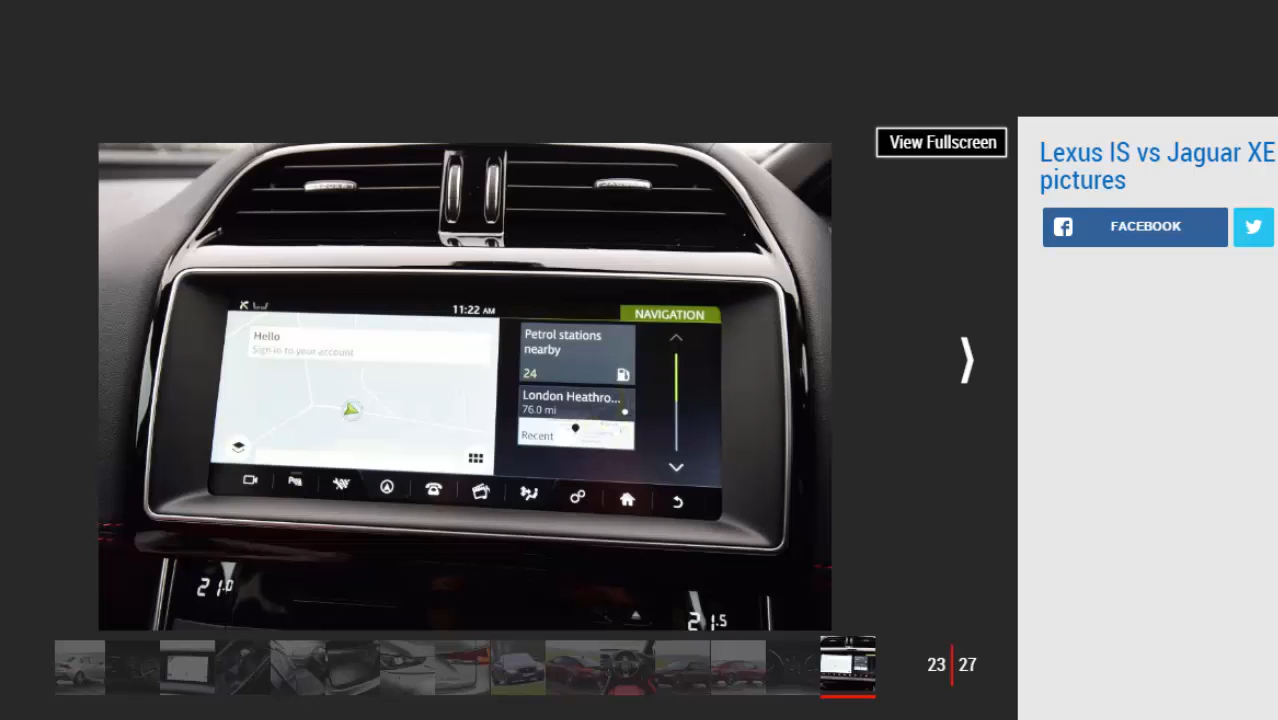 View Fullscreen
Lexus IS vs Jaguar XE
pictures
FACEBOOK
11:22 AM
NAVIGATION
Hello
Sign in to your account
Petrol stations
nearby
24
London Heathro...
76.0 mi
Recent
21.0
21.5
23 27